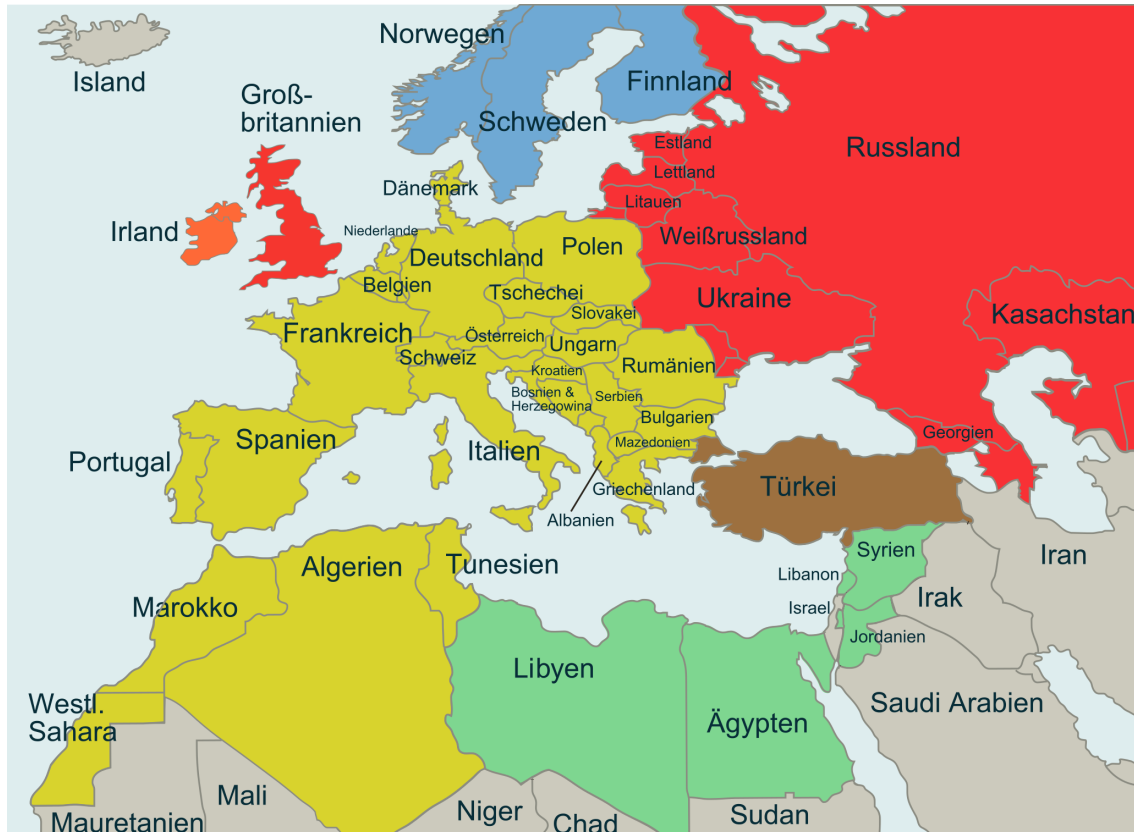 Norwegen
Island
Finnland
Groß-
britannien
Schweden
Estland
Russland
Lettland
Dänemark
Litauen
Irland
Niederlande
Weißrussland
Polen
Deutschland
Belgien
Tschechei
Ukraine
Slovakei
Kasachstan
Frankreich
Österreich
Ungarn
Schweiz
Rumänien
Kroatien
Bosnien &
Herzegowina
Serbien
Bulgarien
Georgien
Spanien
Mazedonien
Italien
Portugal
Türkei
Griechenland
Albanien
Syrien
Iran
Tunesien
Algerien
Libanon
Irak
Marokko
Israel
Jordanien
Libyen
Westl.
Sahara
Saudi Arabien
Ägypten
Mali
Niger
Sudan
Mauretanien
Chad